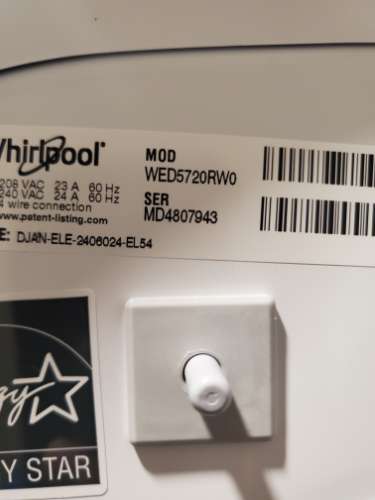 Whirlpool
MOD
WED5720RW0
208 VAC 23 A 60 Hz
240 VAC 24 A 60 Hz
4 wire connection
www.patent-listing.com
SER
MD4807943
E: DJAN-ELE-2406024-EL54
gy
Y STAR